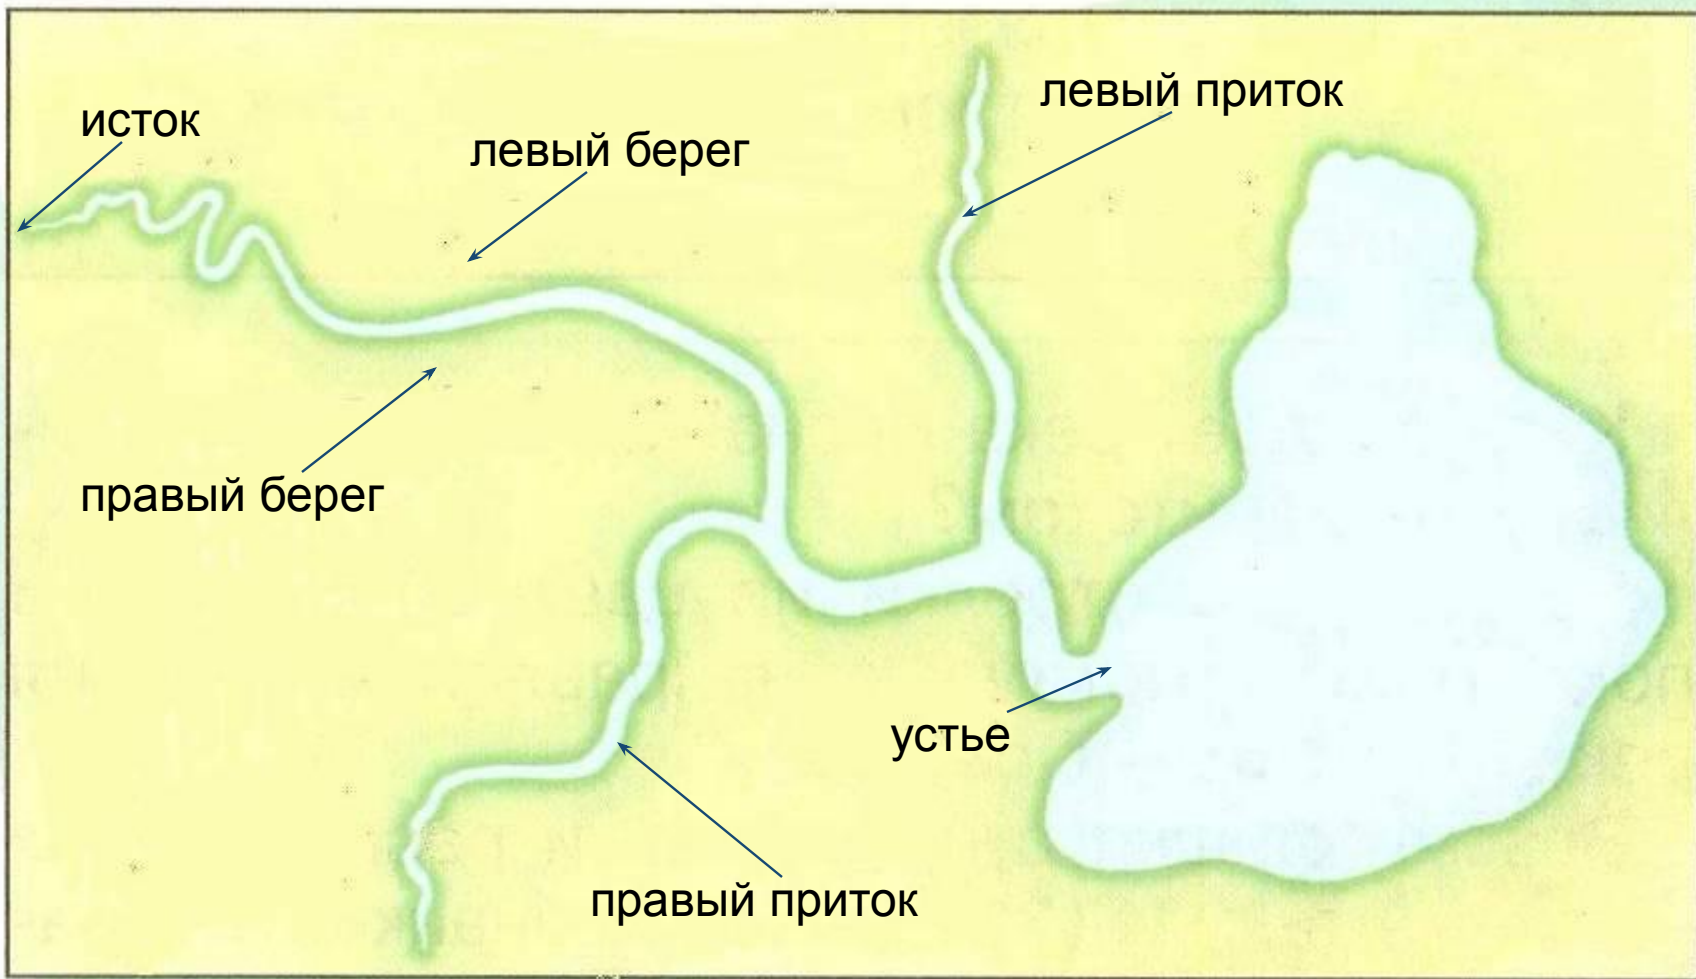 исток
левый берег
левый приток
правый берег
устье
правый приток